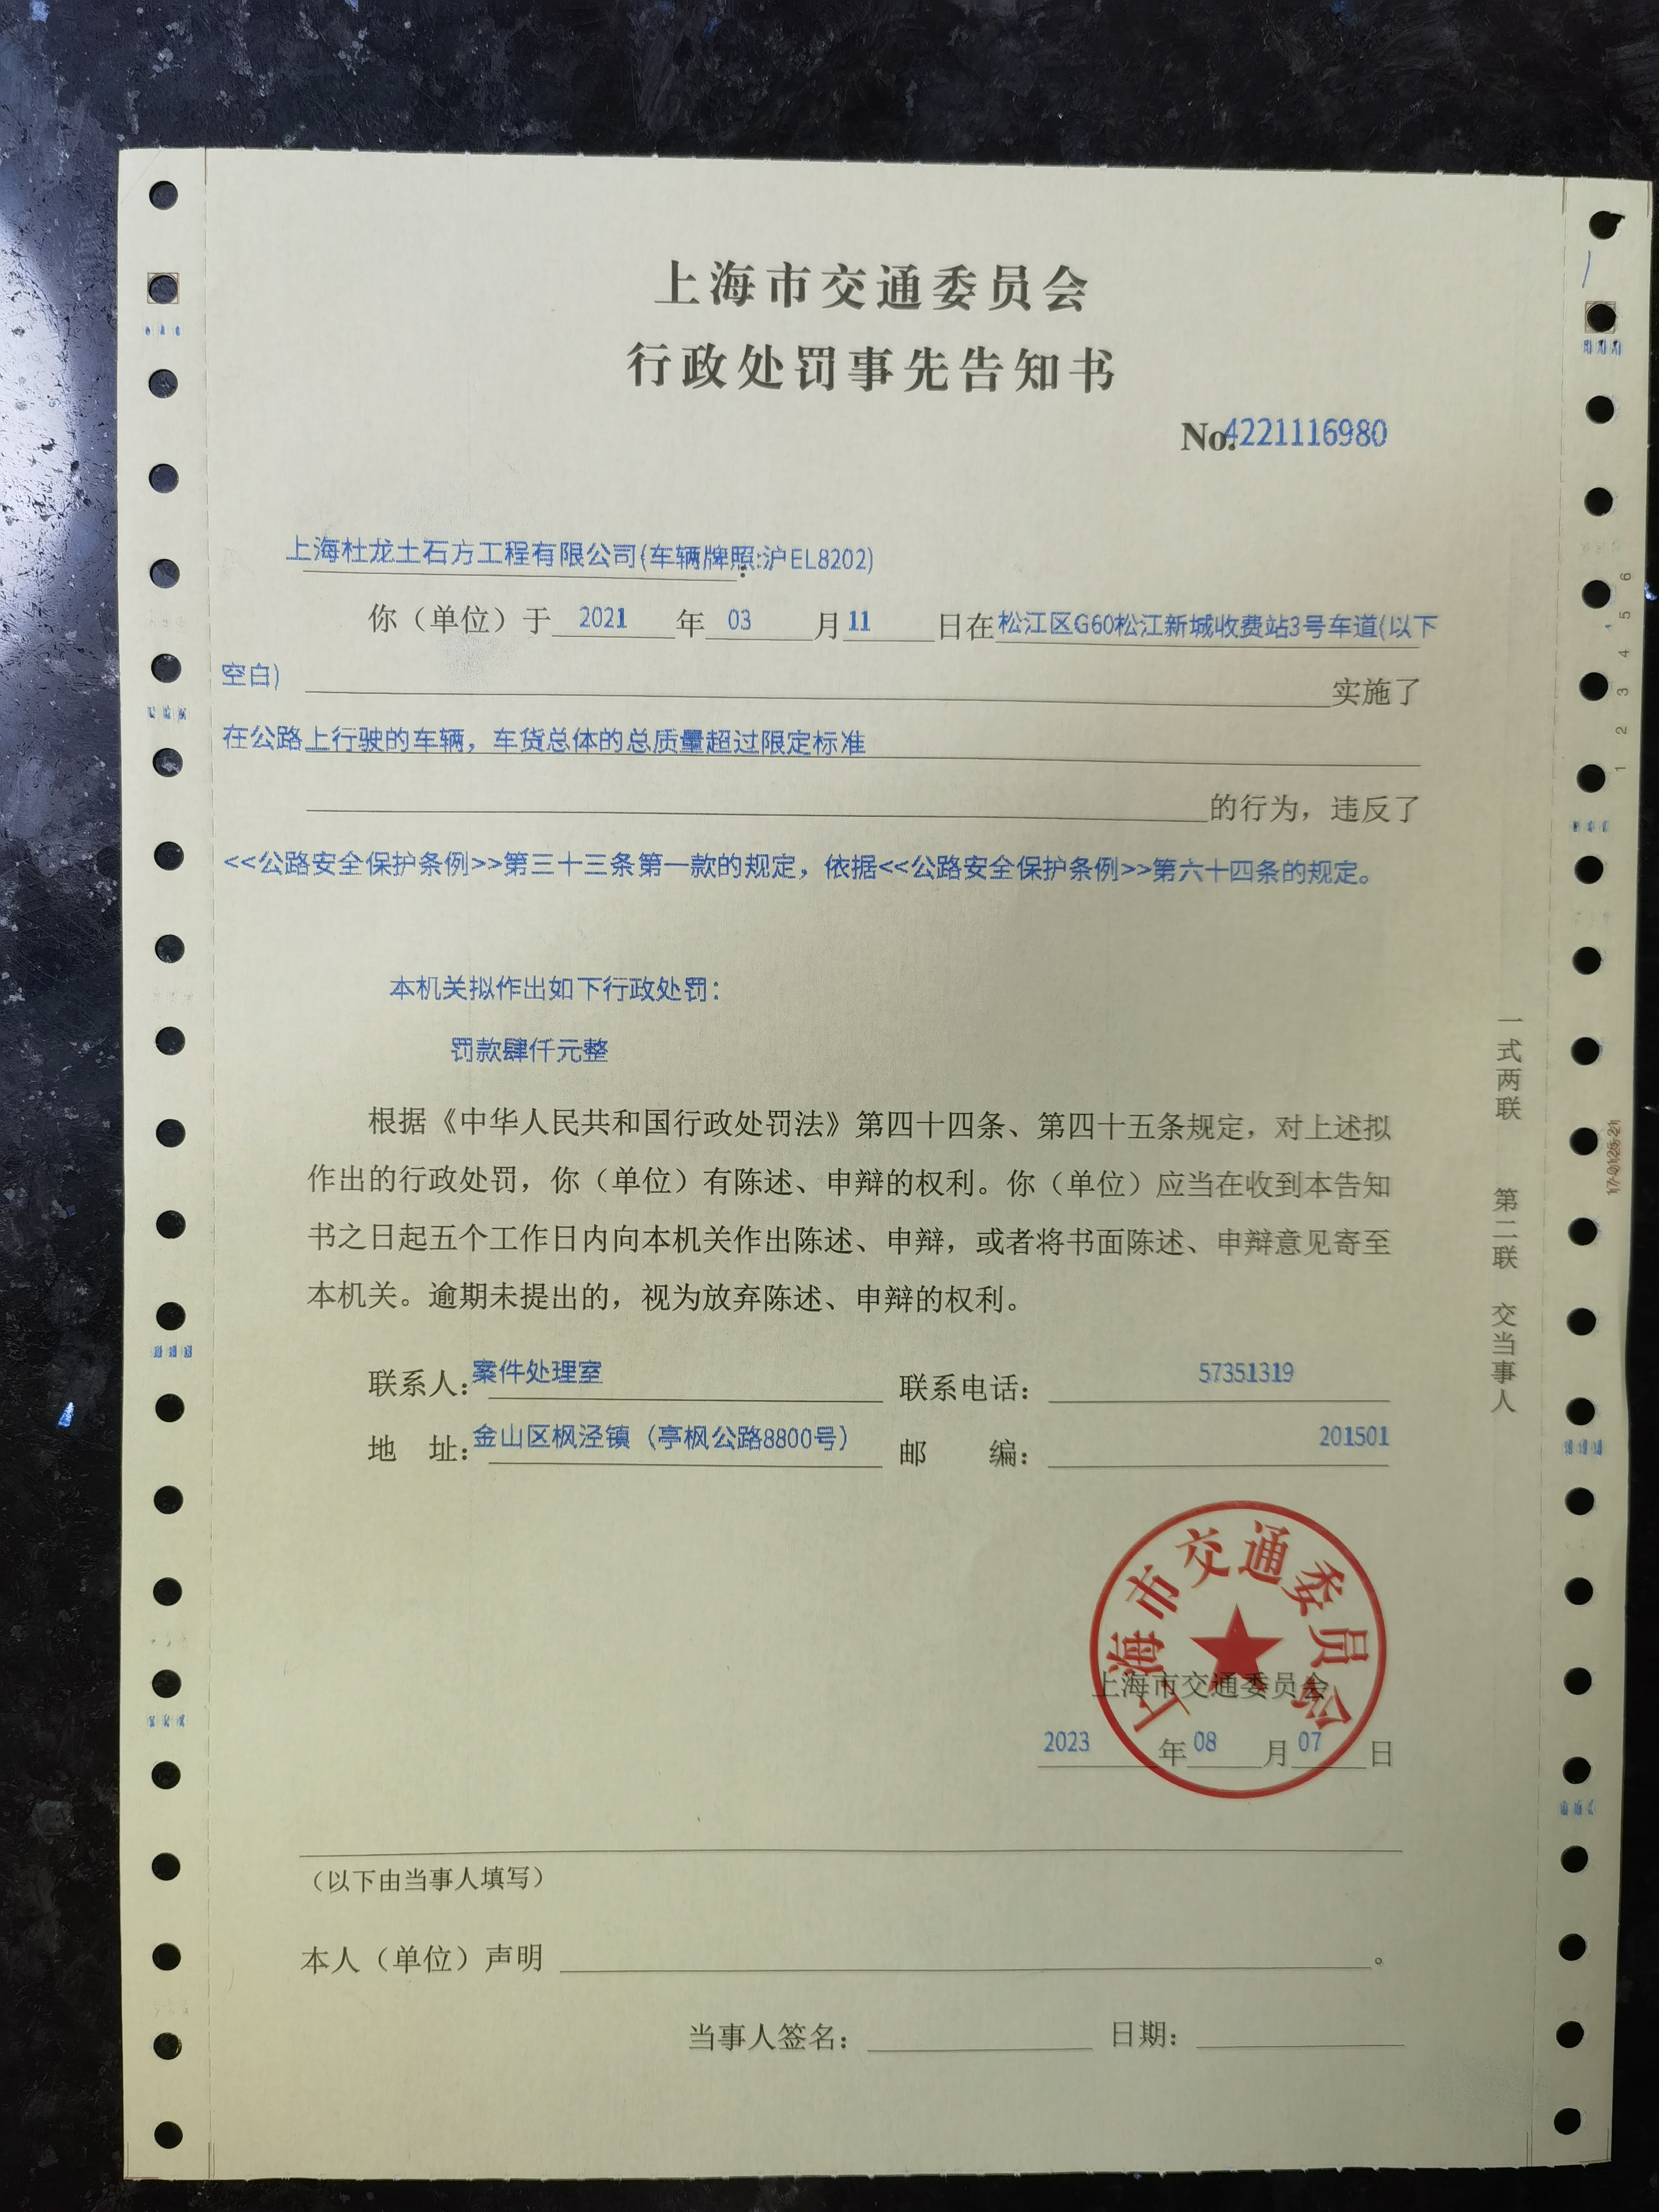 上海市交通委员会
行政处罚事先告知书
No.4221116980
上海杜龙土石方工程有限公司(车辆牌照:沪EL8202)
：
你（单位）于 2021 年 03 月 11 日在松江区G60松江新城收费站3号车道(以下
空白) 实施了
在公路上行驶的车辆，车货总体的总质量超过限定标准
的行为，违反了
<<公路安全保护条例>>第三十三条第一款的规定，依据<<公路安全保护条例>>第六十四条的规定。
本机关拟作出如下行政处罚：
罚款肆仟元整
根据《中华人民共和国行政处罚法》第四十四条、第四十五条规定，对上述拟
作出的行政处罚，你（单位）有陈述、申辩的权利。你（单位）应当在收到本告知
书之日起五个工作日内向本机关作出陈述、申辩，或者将书面陈述、申辩意见寄至
本机关。逾期未提出的，视为放弃陈述、申辩的权利。
联系人：案件处理室 联系电话：57351319
地 址：金山区枫泾镇（亭枫公路8800号） 邮 编：201501
上海市交通委员会
上海市交通委员会
2023 年 08 月 07 日
（以下由当事人填写）
本人（单位）声明 。
当事人签名： 日期：
一式两联 第二联 交当事人
1 2 3 4 5 6